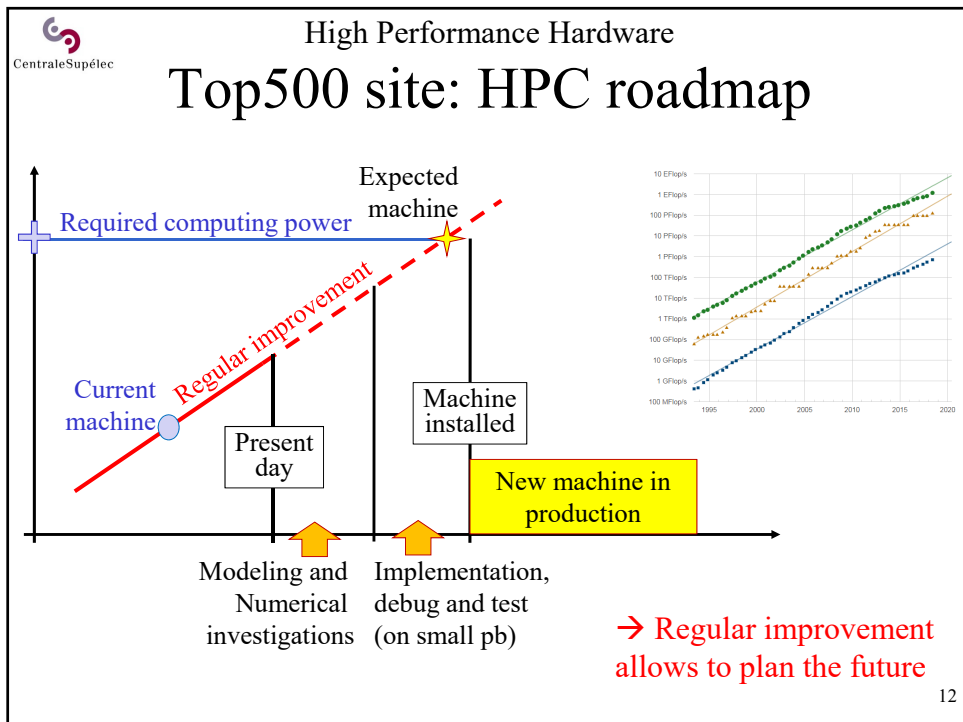 CentraleSupélec
High Performance Hardware
Top500 site: HPC roadmap
Expected
machine
Required computing power
Regular improvement
Current
machine
Present
day
Machine
installed
New machine in
production
Modeling and
Numerical
investigations
Implementation,
debug and test
(on small pb)
10 EFlop/s
1 EFlop/s
100 PFlop/s
10 PFlop/s
1 PFlop/s
100 TFlop/s
10 TFlop/s
1 TFlop/s
100 GFlop/s
10 GFlop/s
1 GFlop/s
100 MFlop/s
1995 2000 2005 2010 2015 2020
→ Regular improvement
allows to plan the future
12